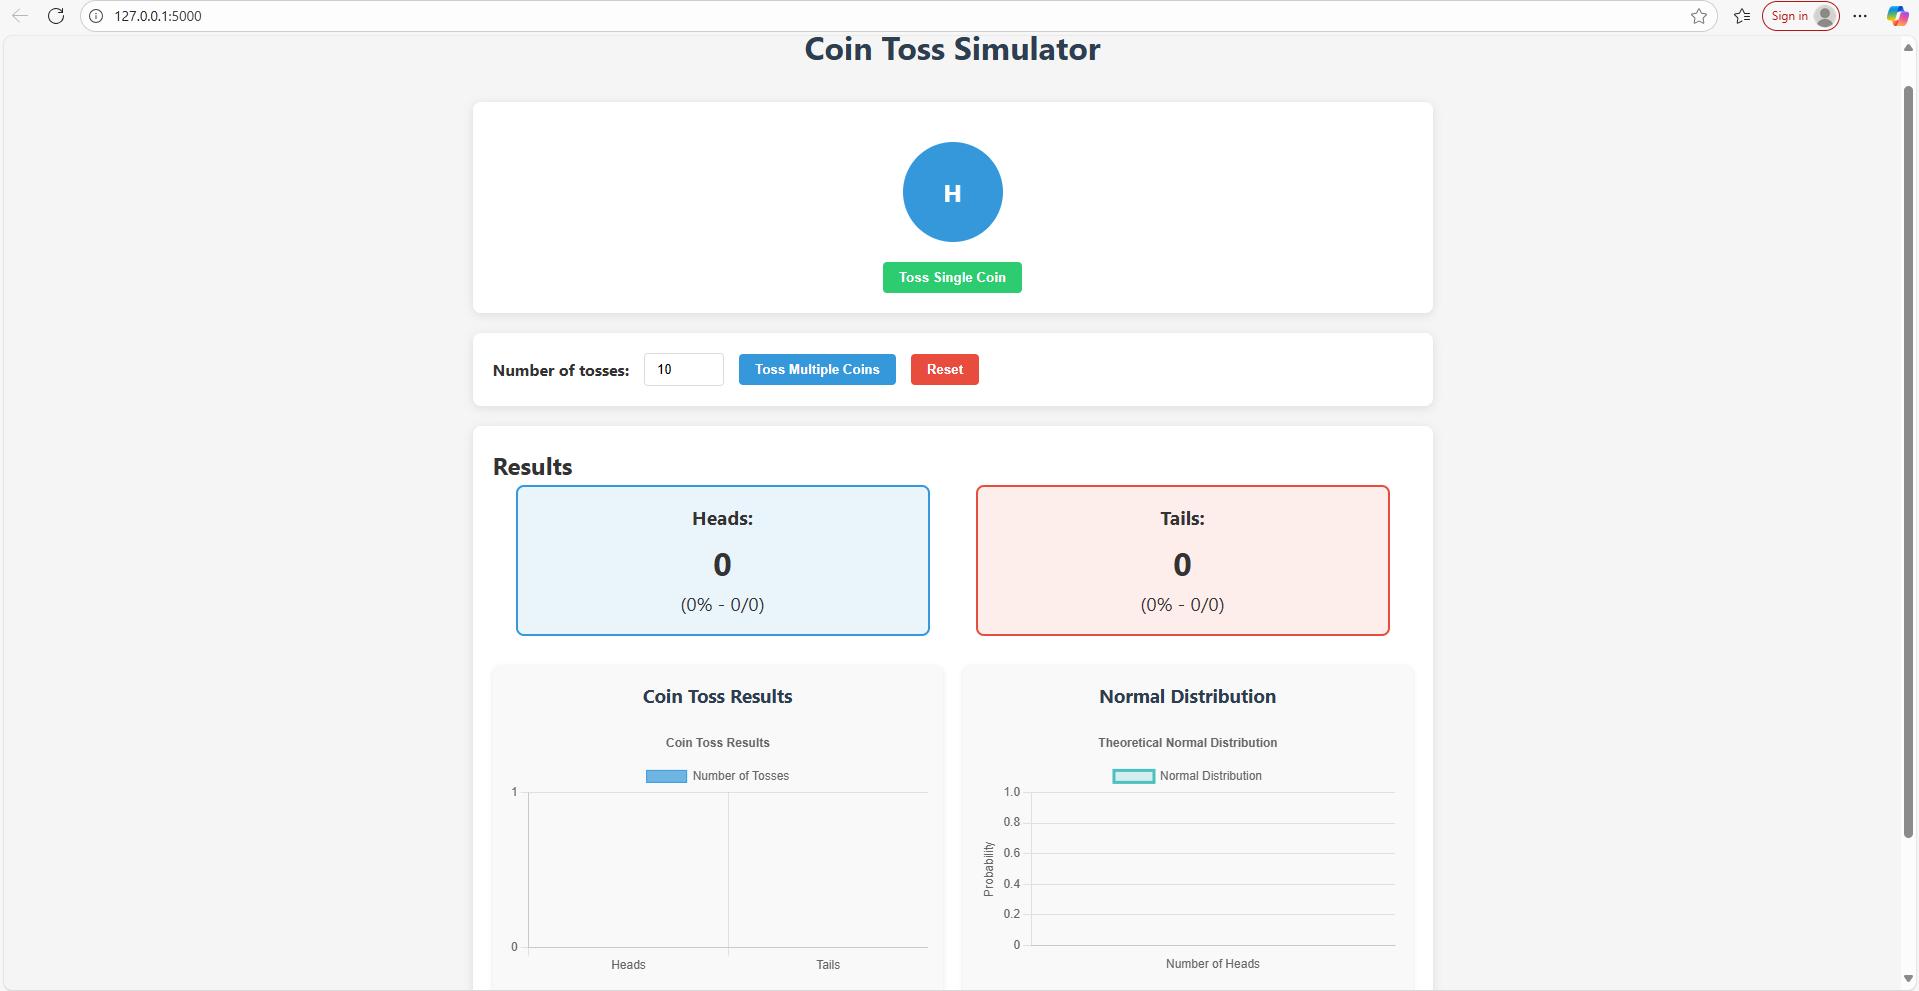 127.0.0.1:5000
Sign in
Coin Toss Simulator
H
Toss Single Coin
Number of tosses: 10 Toss Multiple Coins Reset
Results
Heads:
0
(0% - 0/0)
Tails:
0
(0% - 0/0)
Coin Toss Results
Coin Toss Results
Number of Tosses
1
0
Heads Tails
Normal Distribution
Theoretical Normal Distribution
Normal Distribution
Probability
1.0
0.8
0.6
0.4
0.2
0
Number of Heads